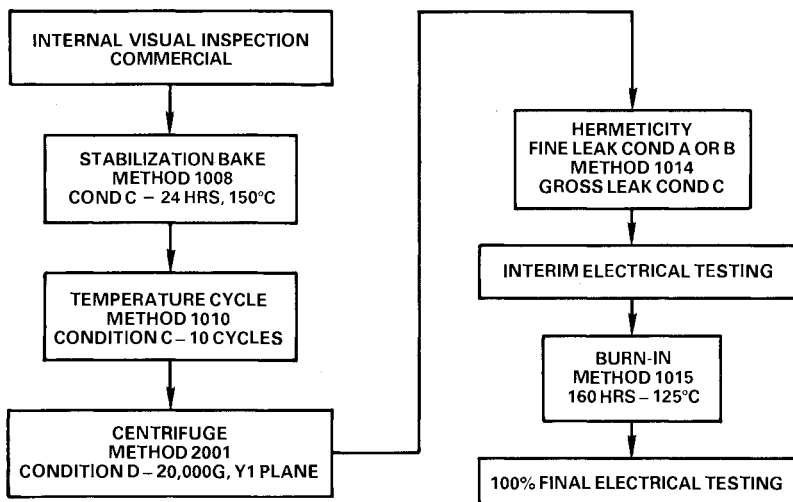 INTERNAL VISUAL INSPECTION
COMMERCIAL
STABILIZATION BAKE
METHOD 1008
COND C – 24 HRS, 150°C
TEMPERATURE CYCLE
METHOD 1010
CONDITION C – 10 CYCLES
CENTRIFUGE
METHOD 2001
CONDITION D – 20,000G, Y1 PLANE
HERMETICITY
FINE LEAK COND A OR B
METHOD 1014
GROSS LEAK COND C
INTERIM ELECTRICAL TESTING
BURN-IN
METHOD 1015
160 HRS – 125°C
100% FINAL ELECTRICAL TESTING